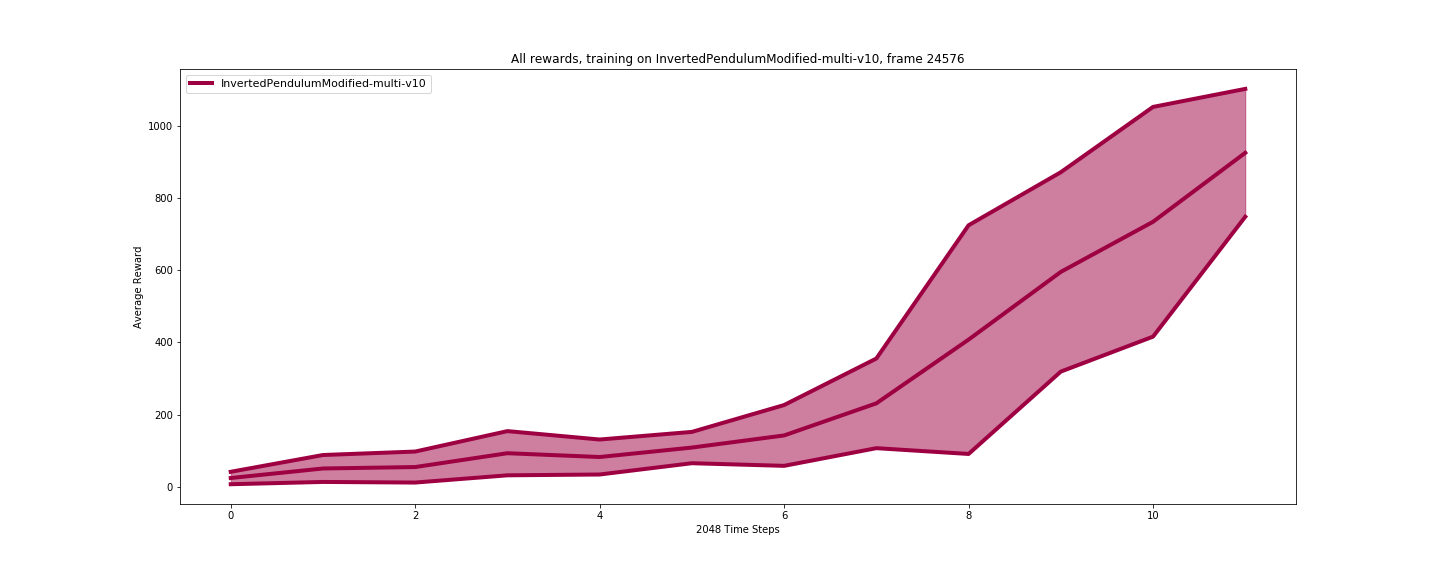 All rewards, training on InvertedPendulumModified-multi-v10, frame 24576
InvertedPendulumModified-multi-v10
1000
800
600
400
200
0
Average Reward
0 2 4 6 8 10
2048 Time Steps